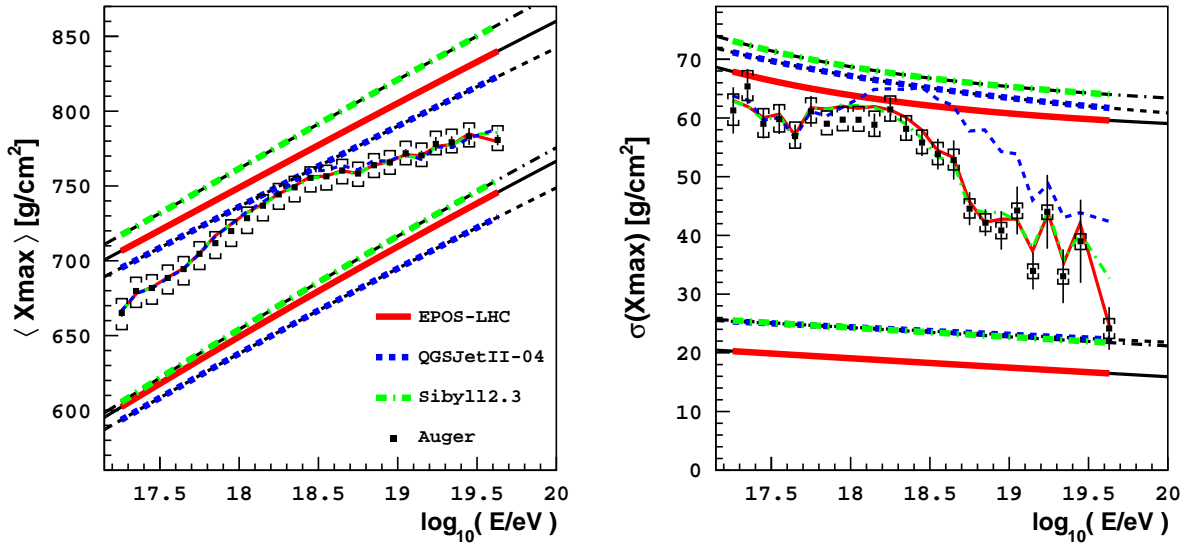 ⟨ Xmax ⟩ [g/cm²]
850
800
750
700
650
600
EPOS-LHC
QGSJetII-04
Sibyll2.3
Auger
17.5 18 18.5 19 19.5 20
log₁₀( E/eV )
σ(Xmax) [g/cm²]
70
60
50
40
30
20
10
0
17.5 18 18.5 19 19.5 20
log₁₀( E/eV )